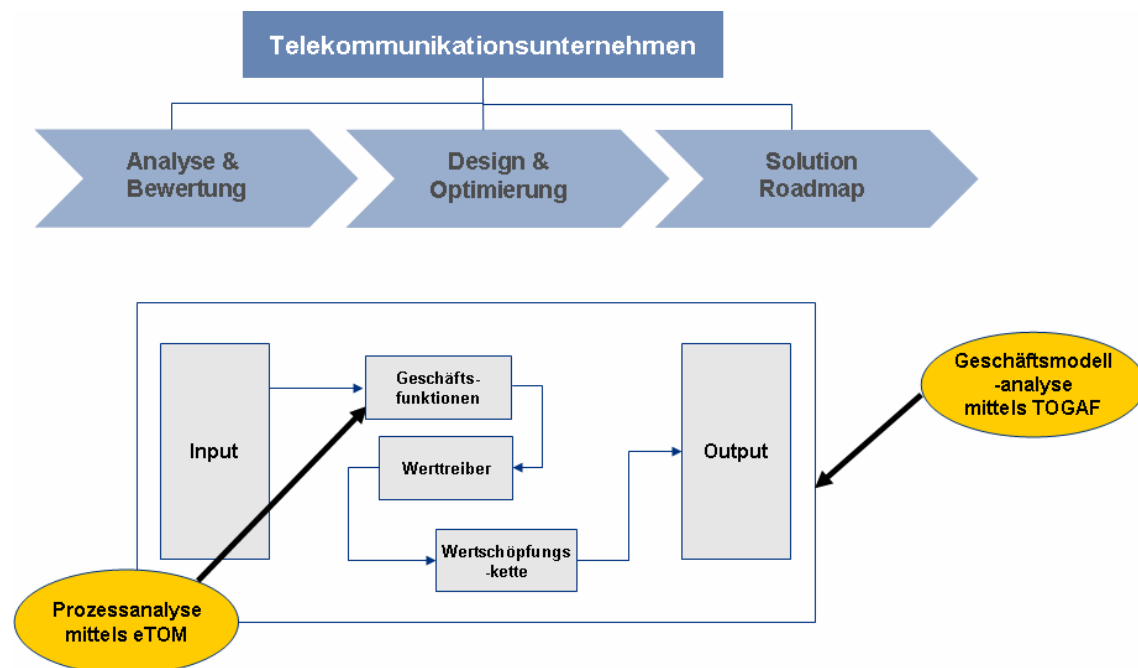 Telekommunikationsunternehmen
Analyse &
Bewertung
Design &
Optimierung
Solution
Roadmap
Input
Geschäfts-
funktionen
Werttreiber
Wertschöpfungs
-kette
Output
Geschäftsmodell
-analyse
mittels TOGAF
Prozessanalyse
mittels eTOM